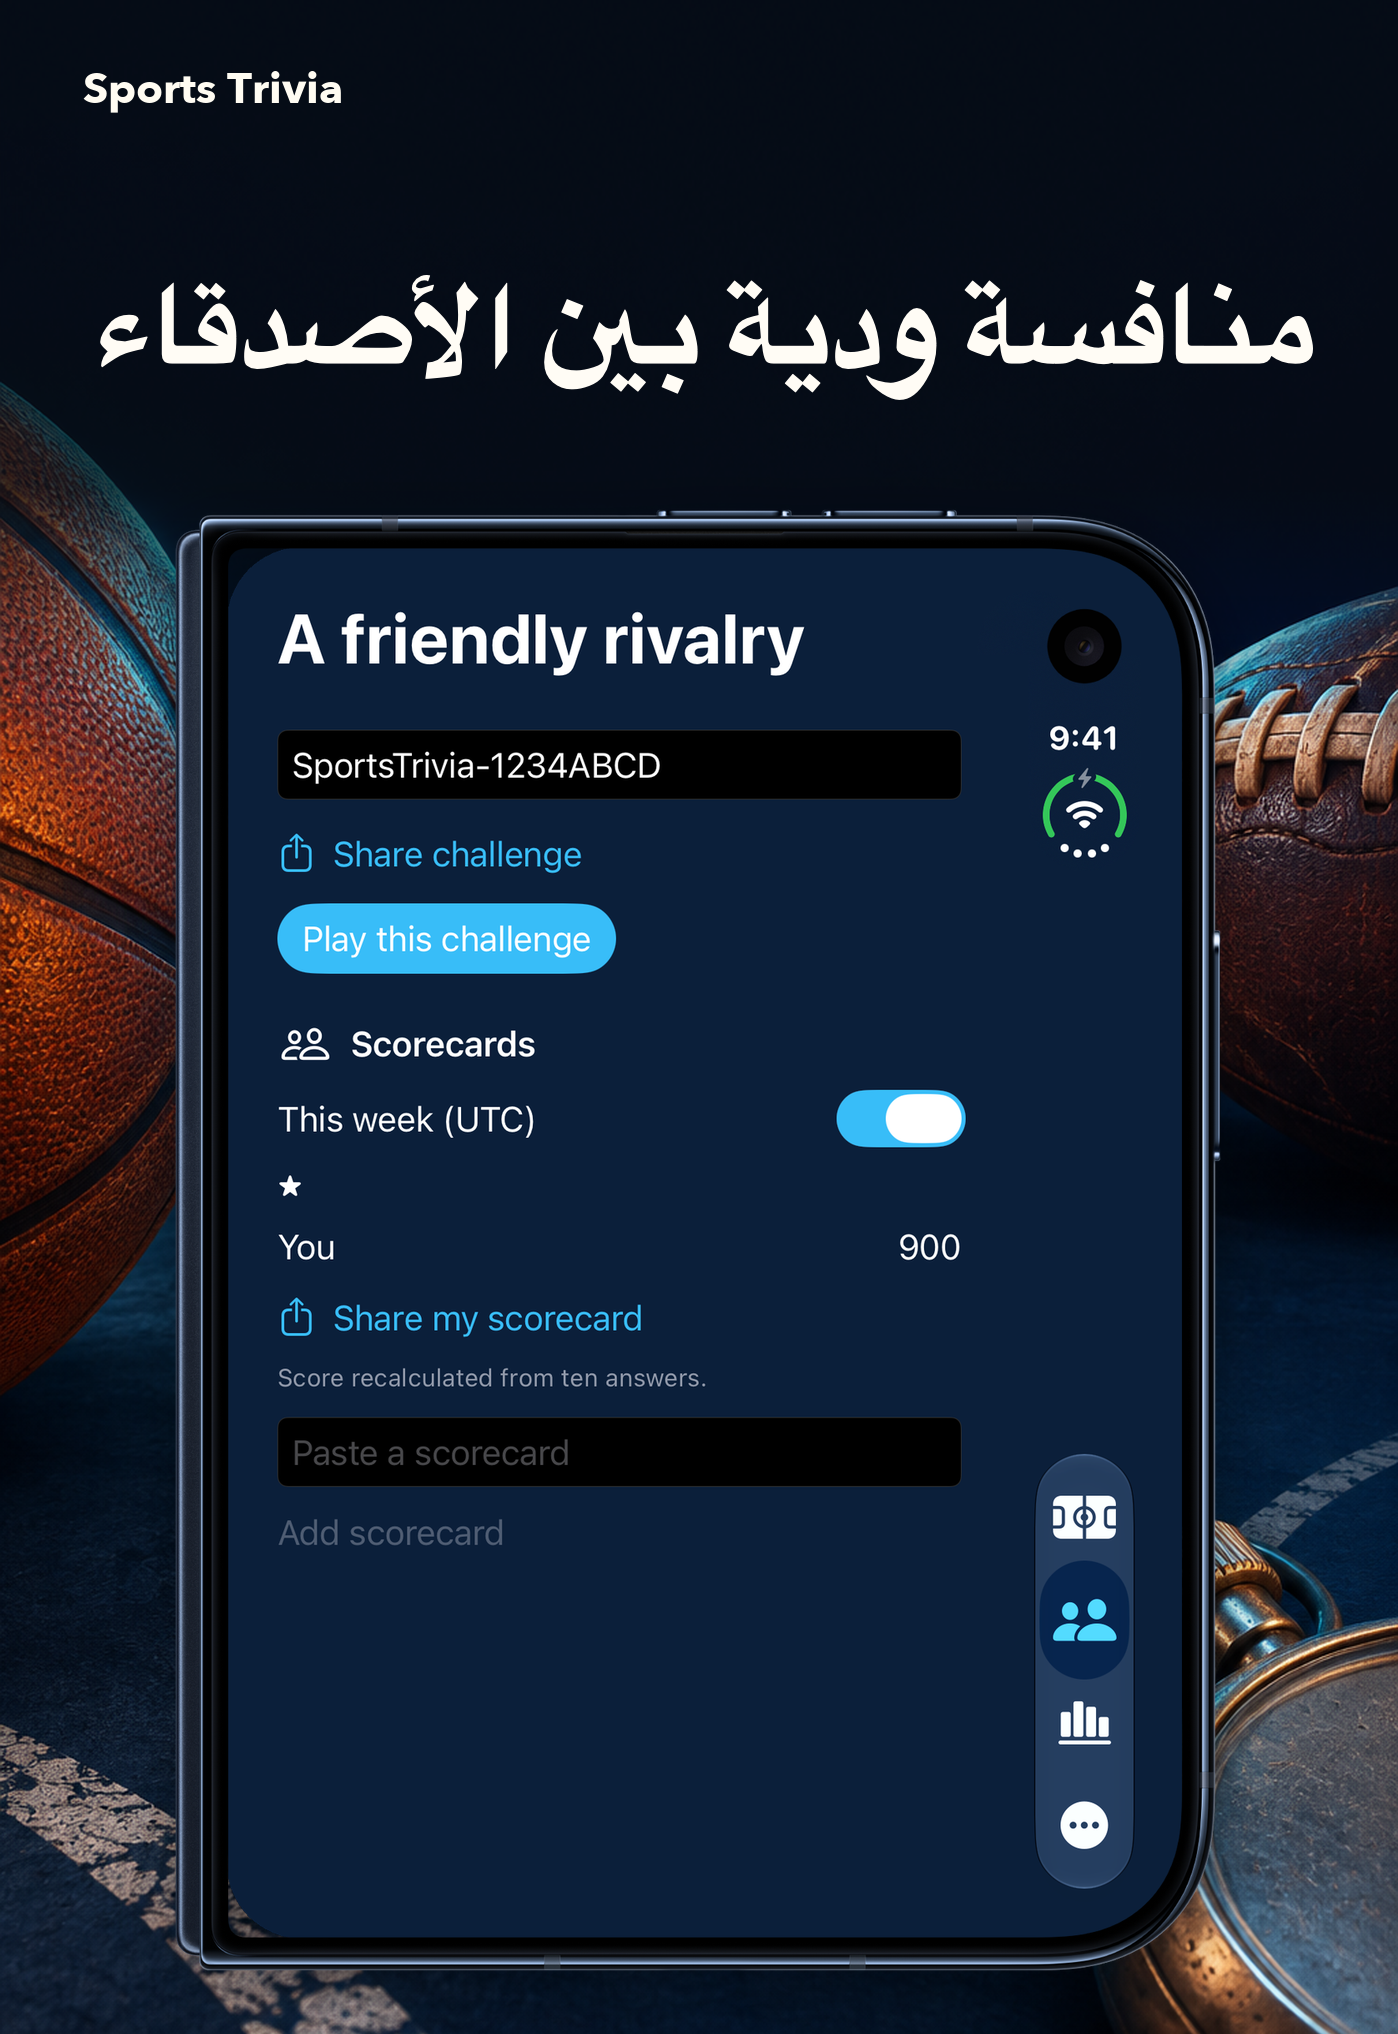 Sports Trivia
منافسة ودية بين الأصدقاء
A friendly rivalry
9:41
SportsTrivia-1234ABCD
Share challenge
Play this challenge
Scorecards
This week (UTC)
You 900
Share my scorecard
Score recalculated from ten answers.
Paste a scorecard
Add scorecard